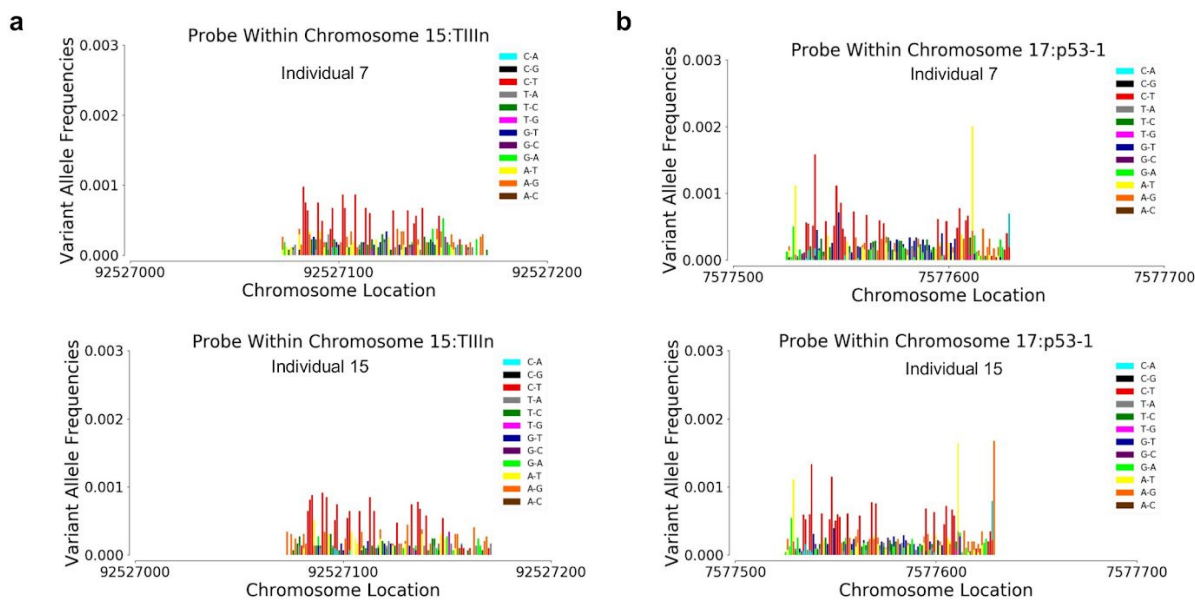 a
Probe Within Chromosome 15:TIIIn
Individual 7
Variant Allele Frequencies
0.003
0.002
0.001
0.000
C-A
C-G
C-T
T-A
T-C
T-G
G-T
G-C
G-A
A-T
A-G
A-C
92527000
92527100
92527200
Chromosome Location
b
Probe Within Chromosome 17:p53-1
Individual 7
Variant Allele Frequencies
0.003
0.002
0.001
0.000
C-A
C-G
C-T
T-A
T-C
T-G
G-T
G-C
G-A
A-T
A-G
A-C
7577500
7577600
7577700
Chromosome Location
Probe Within Chromosome 15:TIIIn
Individual 15
Variant Allele Frequencies
0.003
0.002
0.001
0.000
C-A
C-G
C-T
T-A
T-C
T-G
G-T
G-C
G-A
A-T
A-G
A-C
92527000
92527100
92527200
Chromosome Location
Probe Within Chromosome 17:p53-1
Individual 15
Variant Allele Frequencies
0.003
0.002
0.001
0.000
C-A
C-G
C-T
T-A
T-C
T-G
G-T
G-C
G-A
A-T
A-G
A-C
7577500
7577600
7577700
Chromosome Location